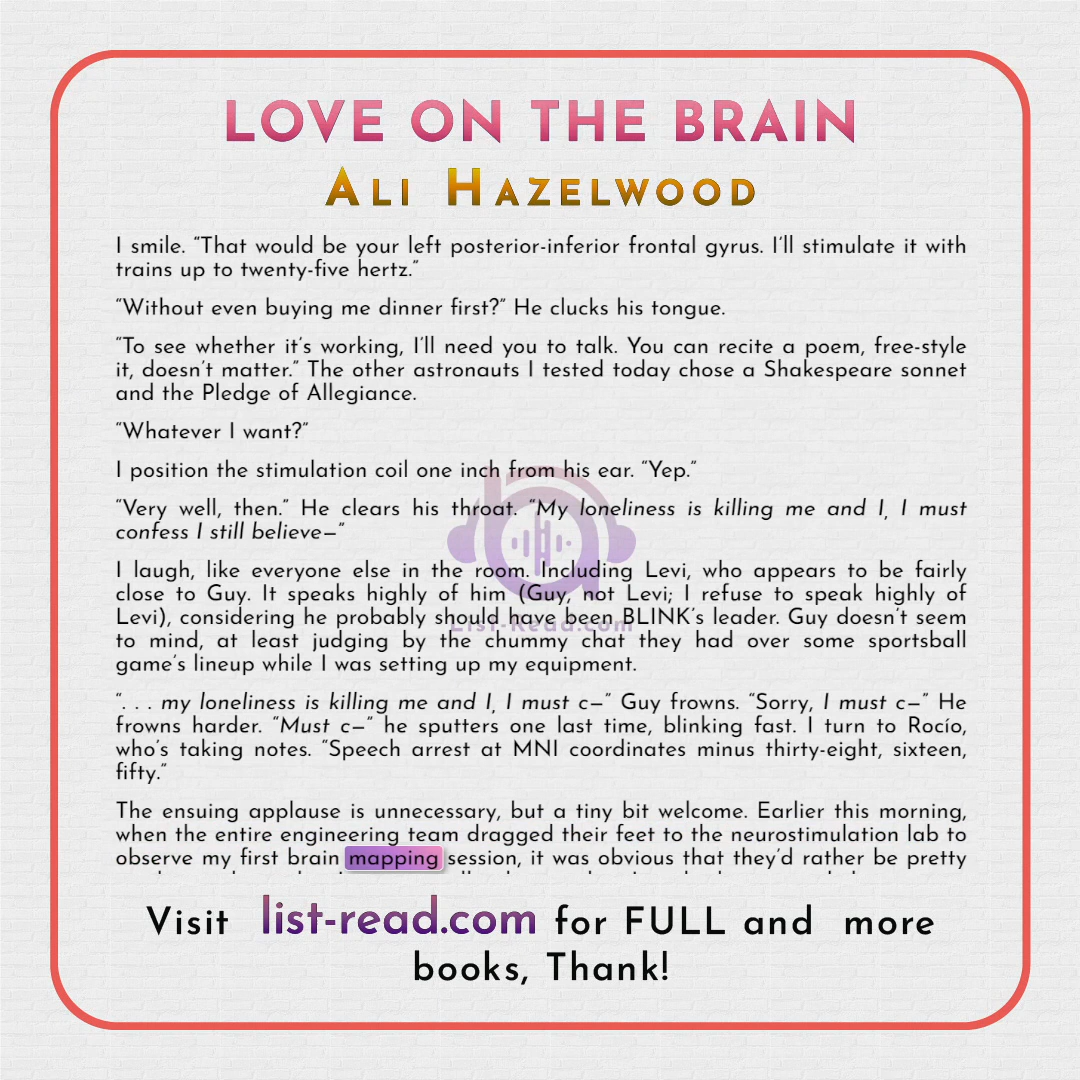 LOVE ON THE BRAIN
ALI HAZELWOOD
I smile. “That would be your left posterior-inferior frontal gyrus. I’ll stimulate it with
trains up to twenty-five hertz.”
“Without even buying me dinner first?” He clucks his tongue.
“To see whether it’s working, I’ll need you to talk. You can recite a poem, free-style
it, doesn’t matter.” The other astronauts I tested today chose a Shakespeare sonnet
and the Pledge of Allegiance.
“Whatever I want?”
I position the stimulation coil one inch from his ear. “Yep.”
“Very well, then.” He clears his throat. “My loneliness is killing me and I, I must
confess I still believe—”
I laugh, like everyone else in the room. Including Levi, who appears to be fairly
close to Guy. It speaks highly of him (Guy, not Levi; I refuse to speak highly of
Levi), considering he probably should have been BLINK’s leader. Guy doesn’t seem
List-Read.com
to mind, at least judging by the chummy chat they had over some sportsball
game’s lineup while I was setting up my equipment.
“. . . my loneliness is killing me and I, I must c—” Guy frowns. “Sorry, I must c—” He
frowns harder. “Must c—” he sputters one last time, blinking fast. I turn to Rocío,
who’s taking notes. “Speech arrest at MNI coordinates minus thirty-eight, sixteen,
fifty.”
The ensuing applause is unnecessary, but a tiny bit welcome. Earlier this morning,
when the entire engineering team dragged their feet to the neurostimulation lab to
observe my first brain mapping session, it was obvious that they’d rather be pretty
Visit list-read.com for FULL and more
books, Thank!